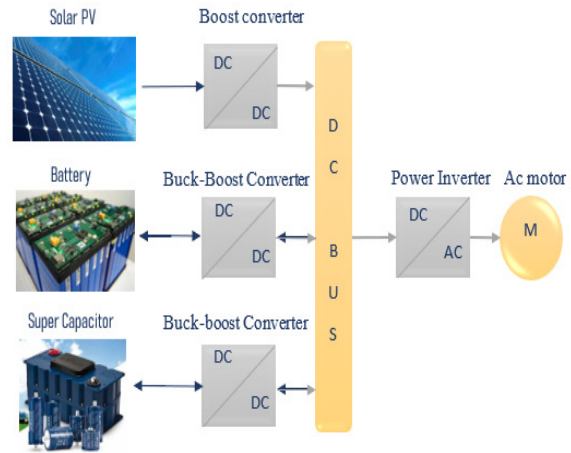 Solar PV
Boost converter
DC
DC
Battery
Buck-Boost Converter
DC
DC
Super Capacitor
Buck-boost Converter
DC
DC
D
C
B
U
S
Power Inverter
DC
AC
Ac motor
M